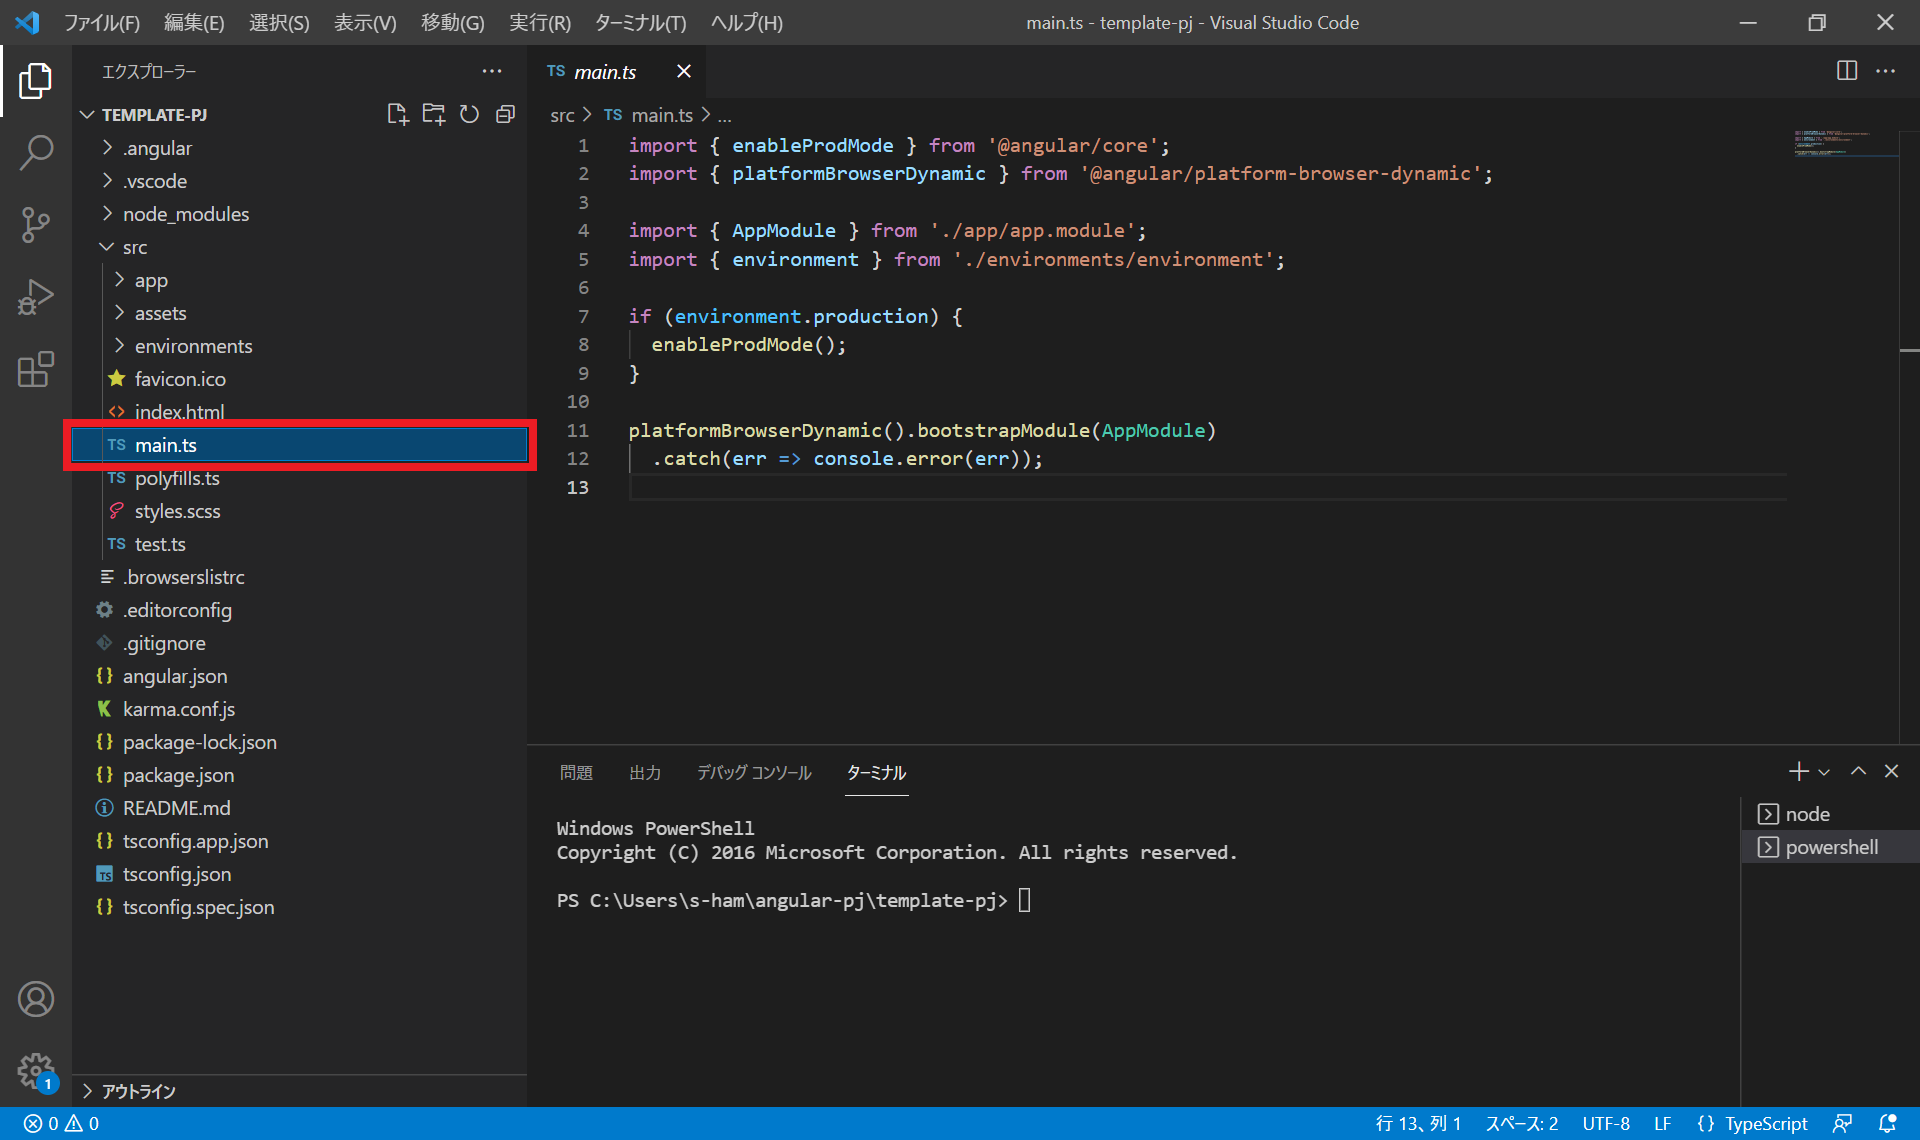 ファイル(F) 編集(E) 選択(S) 表示(V) 移動(G) 実行(R) ターミナル(T) ヘルプ(H) main.ts - template-pj - Visual Studio Code
エクスプローラー
TEMPLATE-PJ
.angular
.vscode
node_modules
src
app
assets
environments
favicon.ico
index.html
TS main.ts
TS polyfills.ts
styles.scss
TS test.ts
.browserslistrc
.editorconfig
.gitignore
{} angular.json
karma.conf.js
{} package-lock.json
{} package.json
README.md
{} tsconfig.app.json
TS tsconfig.json
{} tsconfig.spec.json
アウトライン
1
TS main.ts
src > TS main.ts > ...
1 import { enableProdMode } from '@angular/core';
2 import { platformBrowserDynamic } from '@angular/platform-browser-dynamic';
3
4 import { AppModule } from './app/app.module';
5 import { environment } from './environments/environment';
6
7 if (environment.production) {
8 enableProdMode();
9 }
10
11 platformBrowserDynamic().bootstrapModule(AppModule)
12 .catch(err => console.error(err));
13
問題 出力 デバッグ コンソール ターミナル
Windows PowerShell
Copyright (C) 2016 Microsoft Corporation. All rights reserved.
PS C:\Users\s-ham\angular-pj\template-pj>
node
powershell
0 0 行 13、列 1 スペース: 2 UTF-8 LF {} TypeScript